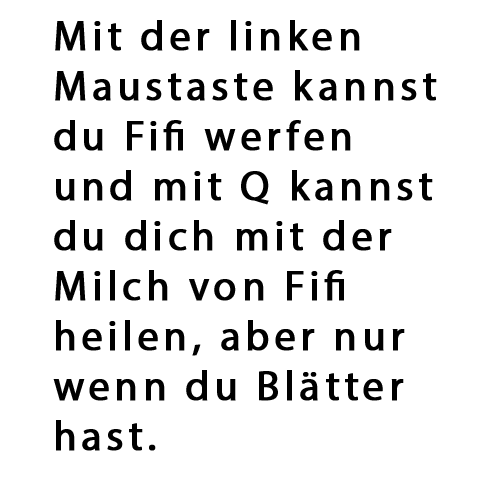 Mit der linken
Maustaste kannst
du Fifi werfen
und mit Q kannst
du dich mit der
Milch von Fifi
heilen, aber nur
wenn du Blätter
hast.